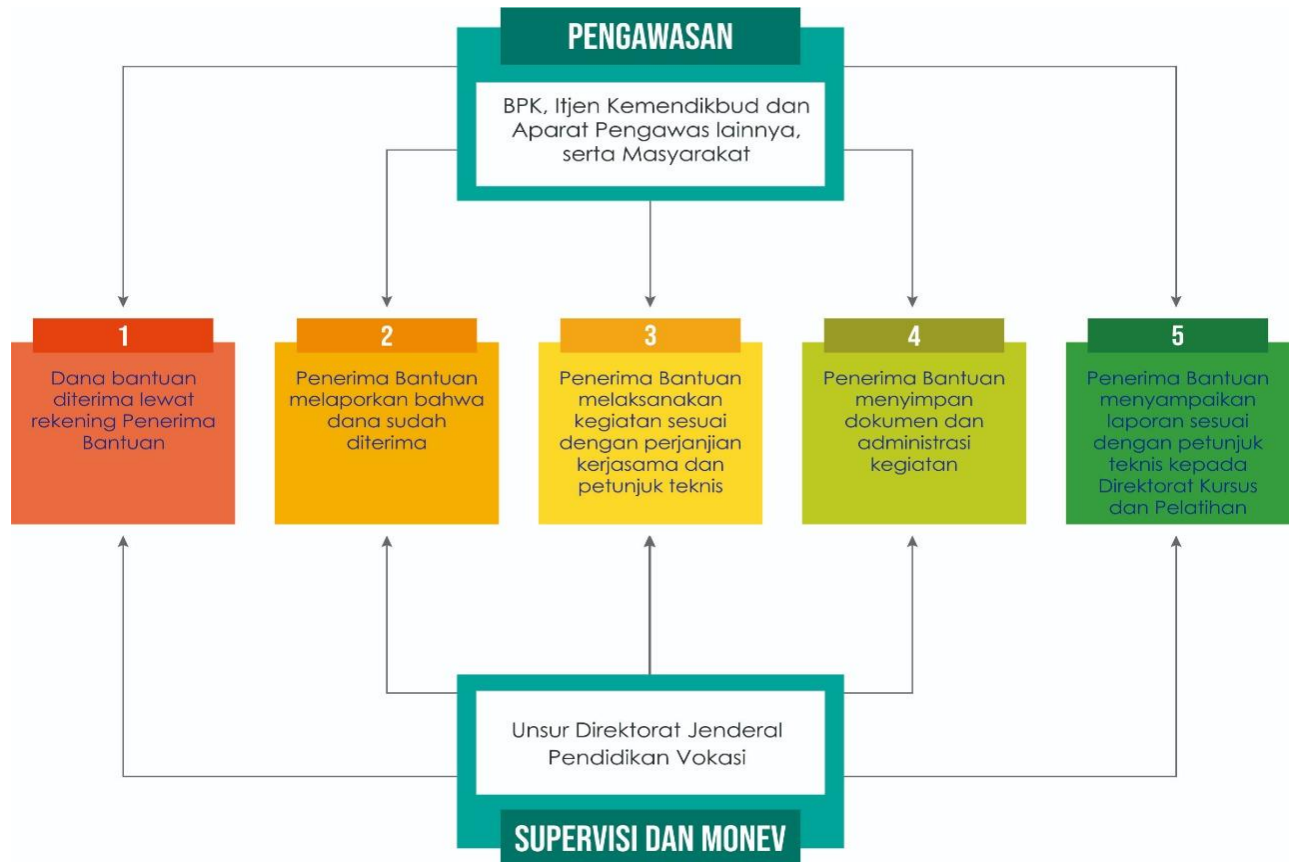 PENGAWASAN
BPK, Itjen Kemendikbud dan
Aparat Pengawas lainnya,
serta Masyarakat
1
Dana bantuan
diterima lewat
rekening Penerima
Bantuan
2
Penerima Bantuan
melaporkan bahwa
dana sudah
diterima
3
Penerima Bantuan
melaksanakan
kegiatan sesuai
dengan perjanjian
kerjasama dan
petunjuk teknis
4
Penerima Bantuan
menyimpan
dokumen dan
administrasi
kegiatan
5
Penerima Bantuan
menyampaikan
laporan sesuai
dengan petunjuk
teknis kepada
Direktorat Kursus
dan Pelatihan
Unsur Direktorat Jenderal
Pendidikan Vokasi
SUPERVISI DAN MONEV